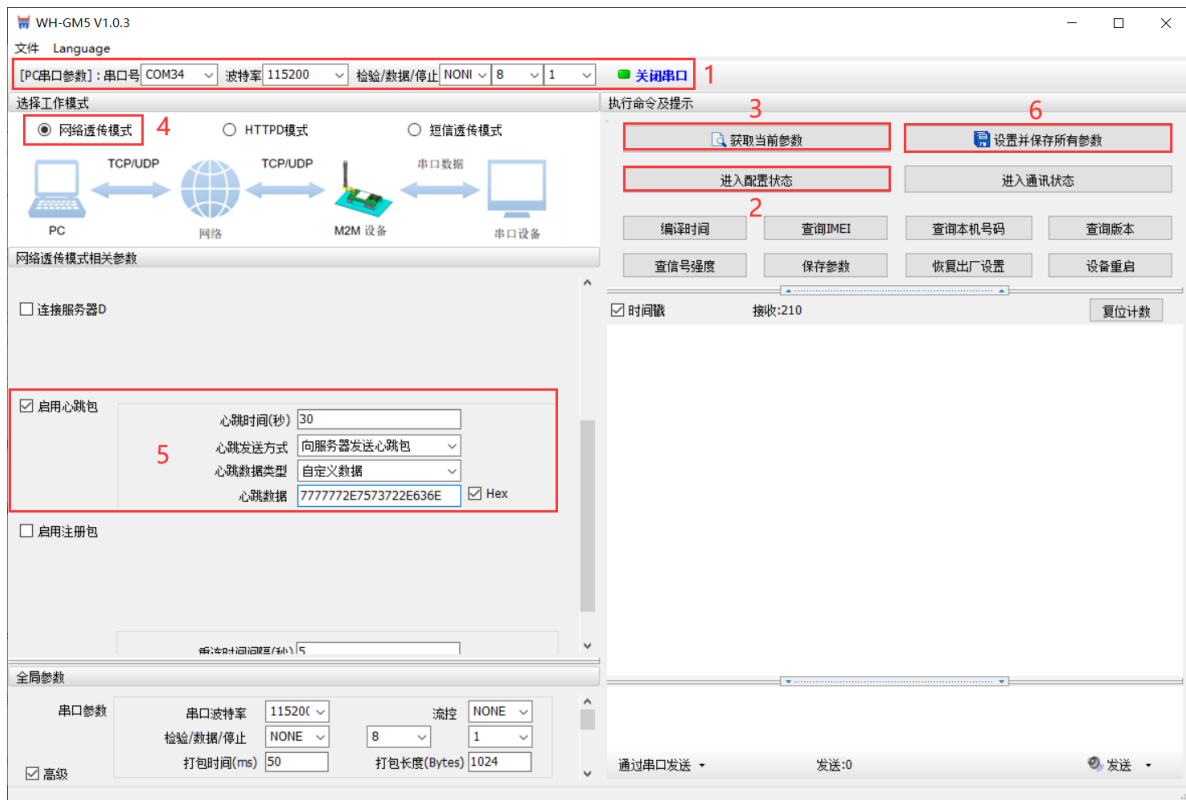 WH-GM5 V1.0.3
文件 Language
[PC串口参数]：串口号 COM34 波特率 115200 检验/数据/停止 NONI 8 1 关闭串口 1
选择工作模式
网络透传模式 4 HTTPD模式 短信透传模式
TCP/UDP TCP/UDP 串口数据
PC 网络 M2M 设备 串口设备
网络透传模式相关参数
连接服务器D
启用心跳包
心跳时间(秒) 30
5 心跳发送方式 向服务器发送心跳包
心跳数据类型 自定义数据
心跳数据 7777772E7573722E636E Hex
启用注册包
重连时间间隔(秒) 5
全局参数
串口参数 串口波特率 115200 流控 NONE
检验/数据/停止 NONE 8 1
打包时间(ms) 50 打包长度(Bytes) 1024
高级
执行命令及提示
3 6
获取当前参数 设置并保存所有参数
进入配置状态 进入通讯状态
2
编译时间 查询IMEI 查询本机号码 查询版本
查信号强度 保存参数 恢复出厂设置 设备重启
时间戳 接收:210 复位计数
通过串口发送 发送:0 发送